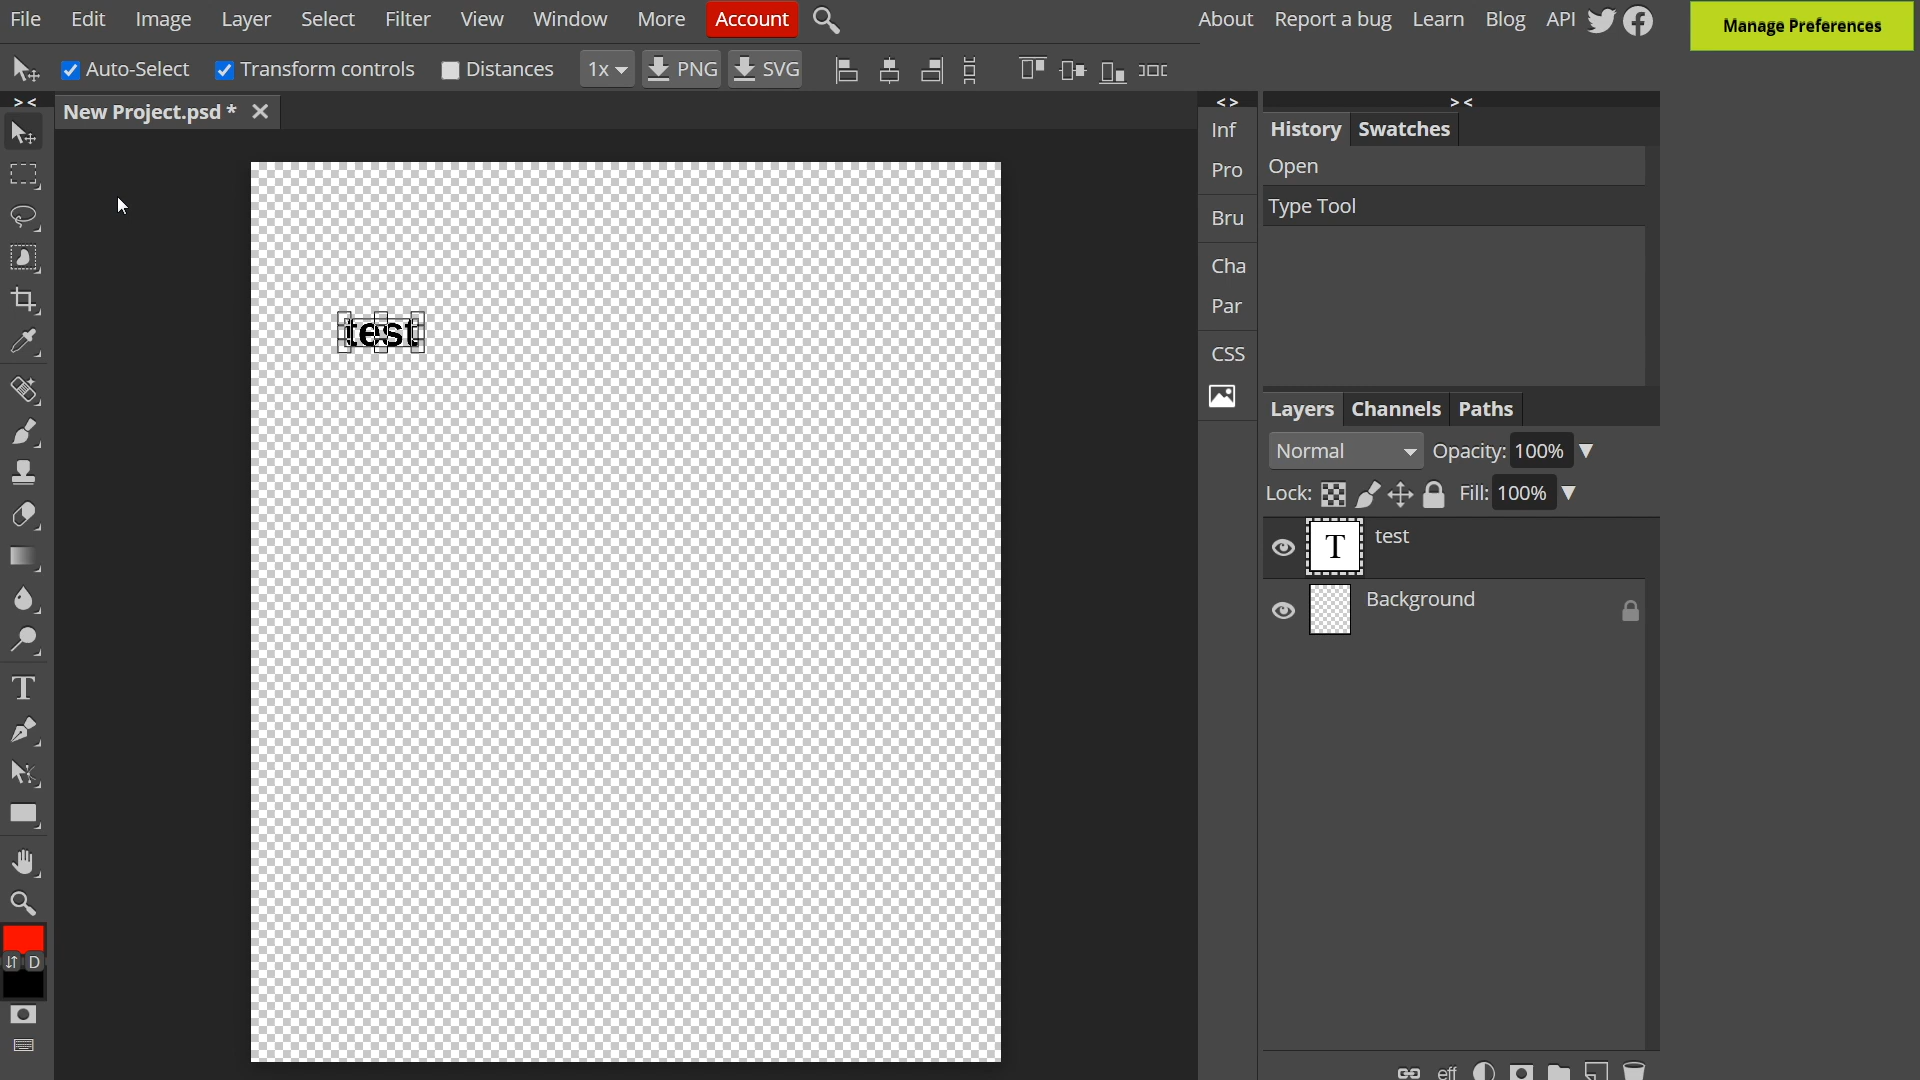 File Edit Image Layer Select Filter View Window More Account About Report a bug Learn Blog API Manage Preferences
Auto-Select Transform controls Distances 1x PNG SVG
> < < > > <
New Project.psd *
Inf History Swatches
Pro Open
Bru Type Tool
Cha
Par
test
CSS
Layers Channels Paths
Normal Opacity: 100%
Lock: Fill: 100%
T test
Background
T
D
eff